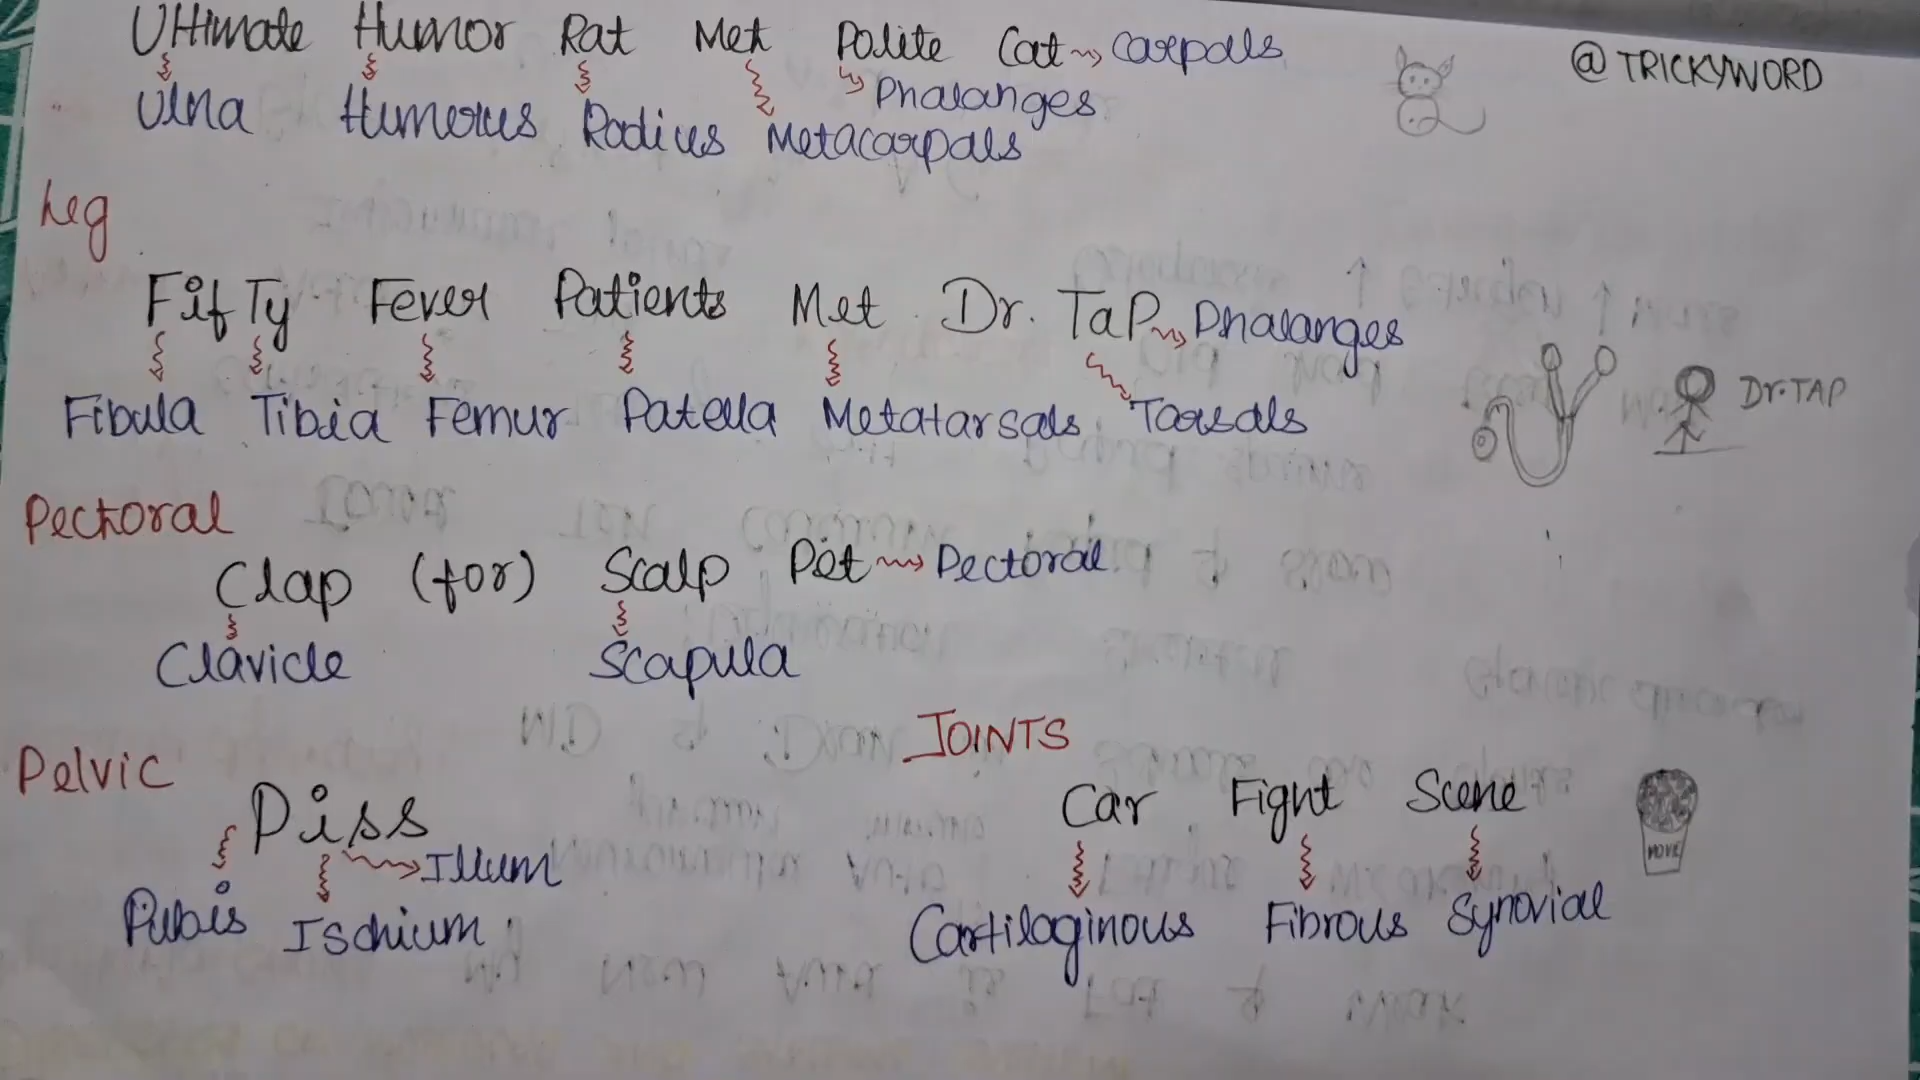 Ultimate Humor Rat Met Polite Cat Carpals
@TRICKYWORD
Ulna Humerus Radius Metacarpals Phalanges
Leg
FifTy Fever Patients Met Dr. TaP Phalanges
Fibula Tibia Femur Patella Metatarsals Tarsals
Dr.TAP
Pectoral
Clap (for) Scalp Pet Pectoral
Clavicle Scapula
Pelvic
Piss
Illum
Pubis Ischium
JOINTS
Car Fight Scene
MOVIE
Cartilaginous Fibrous Synovial